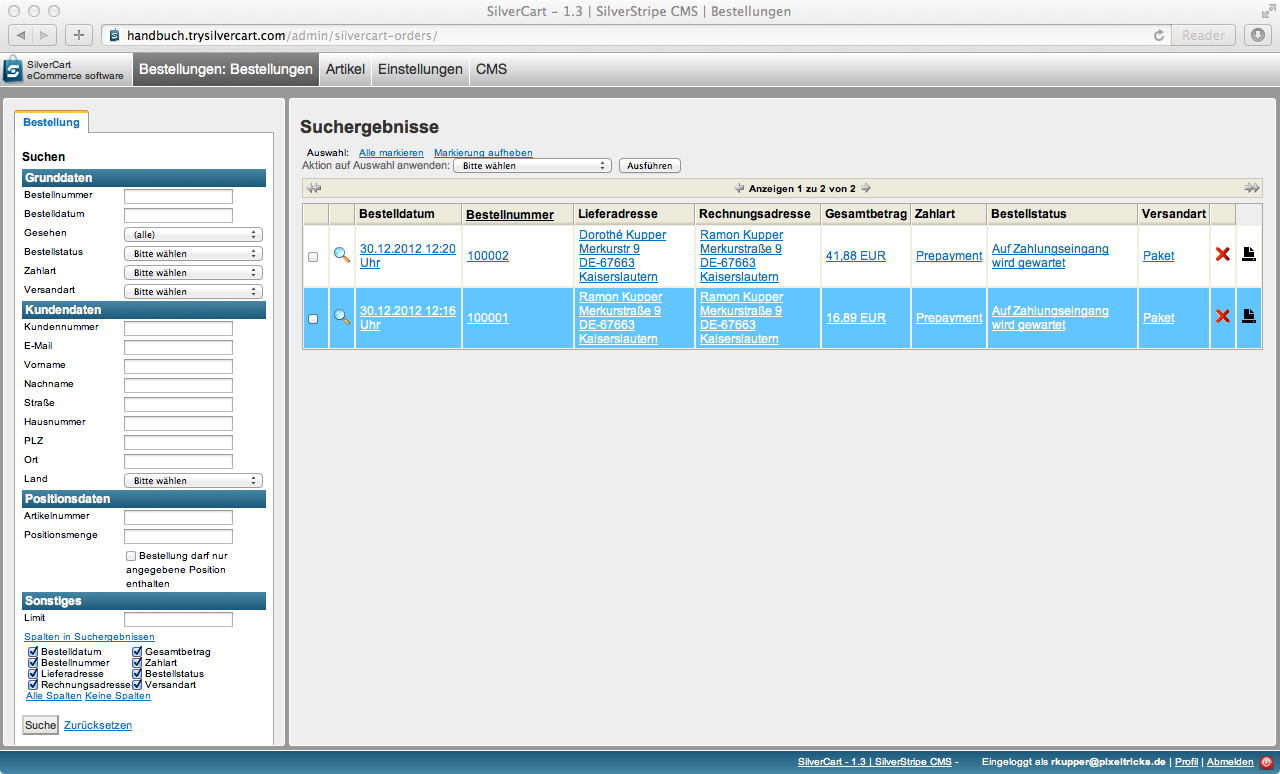 SilverCart - 1.3 | SilverStripe CMS | Bestellungen
handbuch.trysilvercart.com/admin/silvercart-orders/
Reader
SilverCart
eCommerce software
Bestellungen: Bestellungen
Artikel
Einstellungen
CMS
Bestellung
Suchen
Grunddaten
Bestellnummer
Bestelldatum
Gesehen (alle)
Bestellstatus Bitte wählen
Zahlart Bitte wählen
Versandart Bitte wählen
Kundendaten
Kundennummer
E-Mail
Vorname
Nachname
Straße
Hausnummer
PLZ
Ort
Land Bitte wählen
Positionsdaten
Artikelnummer
Positionsmenge
Bestellung darf nur
angegebene Position
enthalten
Sonstiges
Limit
Spalten in Suchergebnissen
Bestelldatum Gesamtbetrag
Bestellnummer Zahlart
Lieferadresse Bestellstatus
Rechnungsadresse Versandart
Alle Spalten Keine Spalten
Suche Zurücksetzen
Suchergebnisse
Auswahl: Alle markieren Markierung aufheben
Aktion auf Auswahl anwenden: Bitte wählen Ausführen
Anzeigen 1 zu 2 von 2
Bestelldatum Bestellnummer Lieferadresse Rechnungsadresse Gesamtbetrag Zahlart Bestellstatus Versandart
30.12.2012 12:20
Uhr
100002
Dorothé Kupper
Merkurstr 9
DE-67663
Kaiserslautern
Ramon Kupper
Merkurstraße 9
DE-67663
Kaiserslautern
41,88 EUR
Prepayment
Auf Zahlungseingang
wird gewartet
Paket
30.12.2012 12:16
Uhr
100001
Ramon Kupper
Merkurstraße 9
DE-67663
Kaiserslautern
Ramon Kupper
Merkurstraße 9
DE-67663
Kaiserslautern
16,89 EUR
Prepayment
Auf Zahlungseingang
wird gewartet
Paket
SilverCart - 1.3 | SilverStripe CMS - Eingeloggt als rkupper@pixeltricks.de | Profil | Abmelden